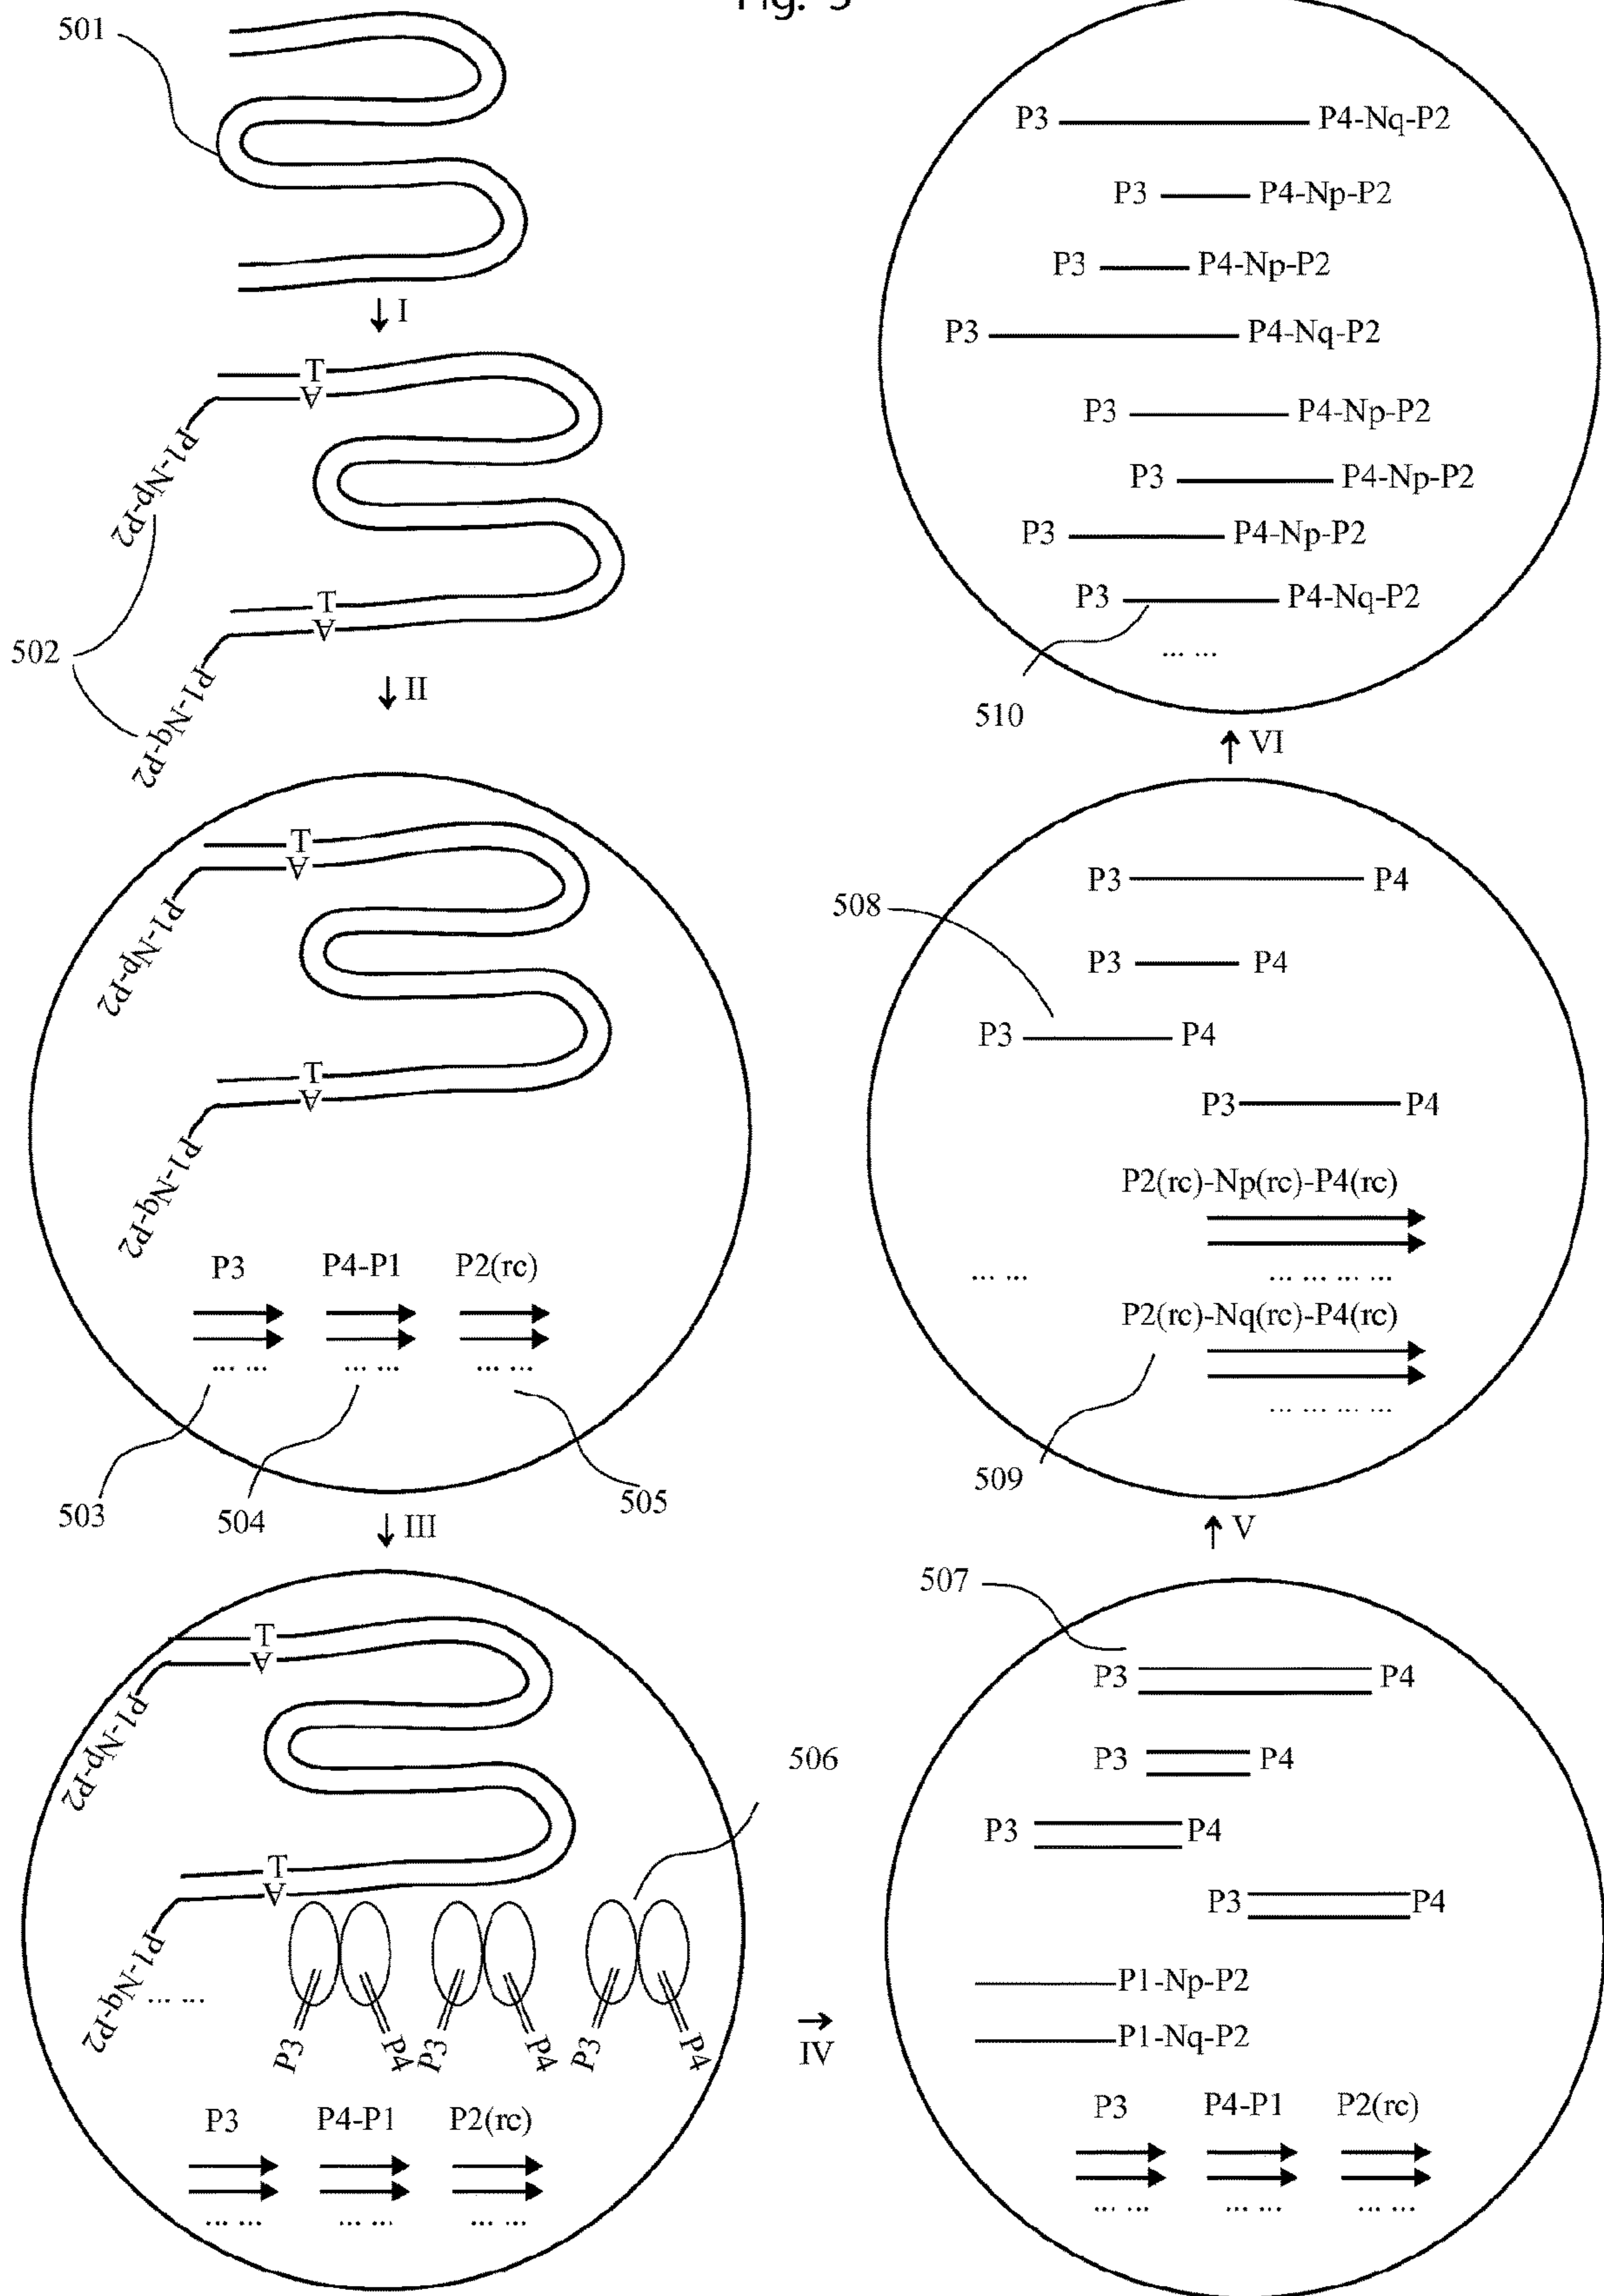 Fig. 5
501
I
T
A
P1-Np-P2
502
T
A
P1-Nq-P2
II
T
A
P1-Np-P2
T
A
P1-Nq-P2
P3 P4-P1 P2(rc)
... ... ... ... ... ...
503 504 505
III
T
A
P1-Np-P2
506
T
A
P1-Nq-P2
... ...
P3 P4 P3 P4 P3 P4
P3 P4-P1 P2(rc)
... ... ... ... ... ...
IV
507
P3 P4
P3 P4
P3 P4
P3 P4
P1-Np-P2
P1-Nq-P2
P3 P4-P1 P2(rc)
... ... ... ... ... ...
V
P3 P4
508
P3 P4
P3 P4
P3 P4
P2(rc)-Np(rc)-P4(rc)
... ... ... ... ... ...
P2(rc)-Nq(rc)-P4(rc)
... ... ... ...
509
VI
P3 P4-Nq-P2
P3 P4-Np-P2
P3 P4-Np-P2
P3 P4-Nq-P2
P3 P4-Np-P2
P3 P4-Np-P2
P3 P4-Np-P2
P3 P4-Nq-P2
... ...
510